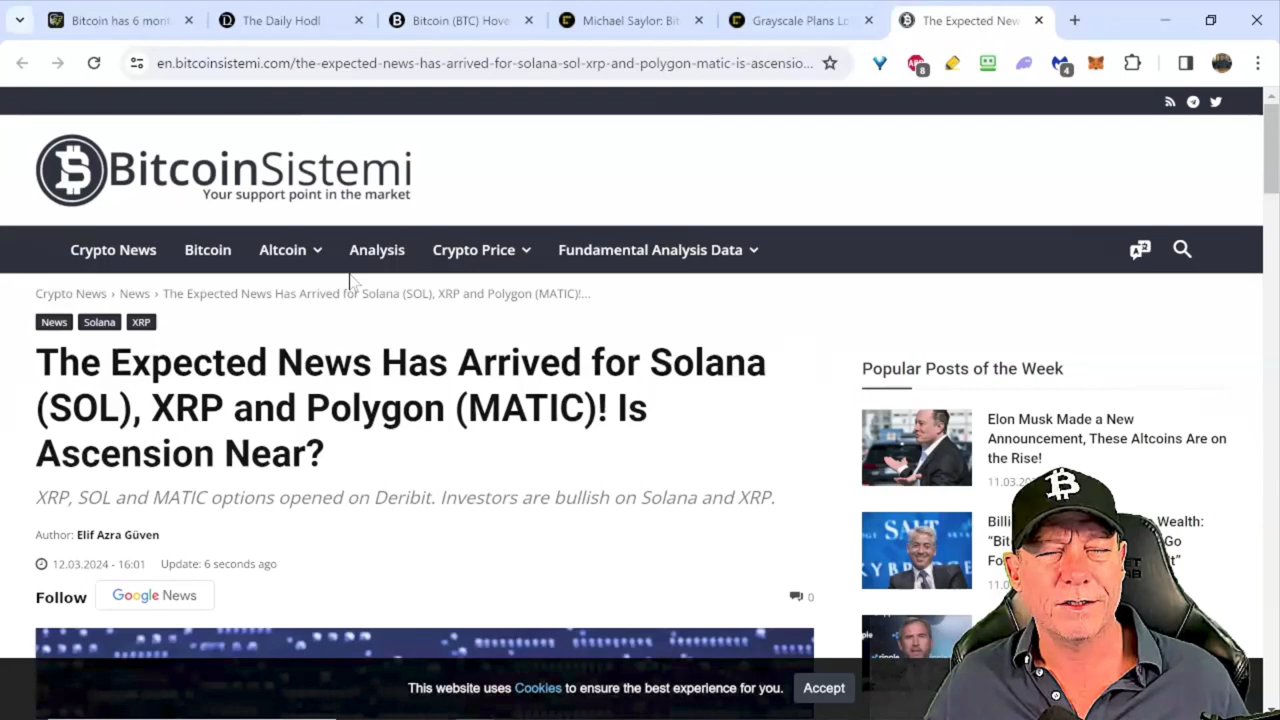 Bitcoin has 6 mont
The Daily Hodl
Bitcoin (BTC) Hove
Michael Saylor: Bit
Grayscale Plans Lo
The Expected New
en.bitcoinsistemi.com/the-expected-news-has-arrived-for-solana-sol-xrp-and-polygon-matic-is-ascensio...
8
4
BitcoinSistemi
Your support point in the market
Crypto News Bitcoin Altcoin Analysis Crypto Price Fundamental Analysis Data
Crypto News › News › The Expected News Has Arrived for Solana (SOL), XRP and Polygon (MATIC)!...
News Solana XRP
The Expected News Has Arrived for Solana
(SOL), XRP and Polygon (MATIC)! Is
Ascension Near?
XRP, SOL and MATIC options opened on Deribit. Investors are bullish on Solana and XRP.
Author: Elif Azra Güven
12.03.2024 - 16:01 Update: 6 seconds ago
Follow Google News
0
Popular Posts of the Week
Elon Musk Made a New
Announcement, These Altcoins Are on
the Rise!
11.03.20
SALT
Billi Wealth:
"Bit Go
Fo t"
11.0
ripple
This website uses Cookies to ensure the best experience for you. Accept